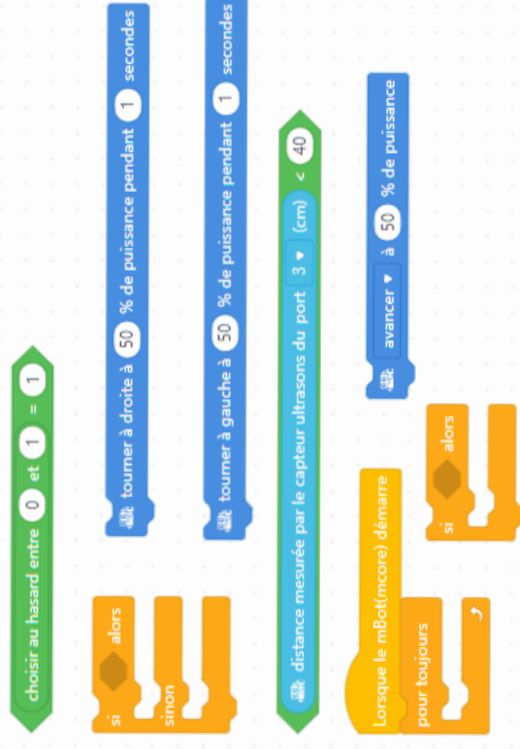 choisir au hasard entre 0 et 1 = 1
si alors
sinon
tourner à droite à 50 % de puissance pendant 1 secondes
tourner à gauche à 50 % de puissance pendant 1 secondes
distance mesurée par le capteur ultrasons du port 3 (cm) < 40
Lorsque le mBot(mcore) démarre
pour toujours
avancer à 50 % de puissance
si alors